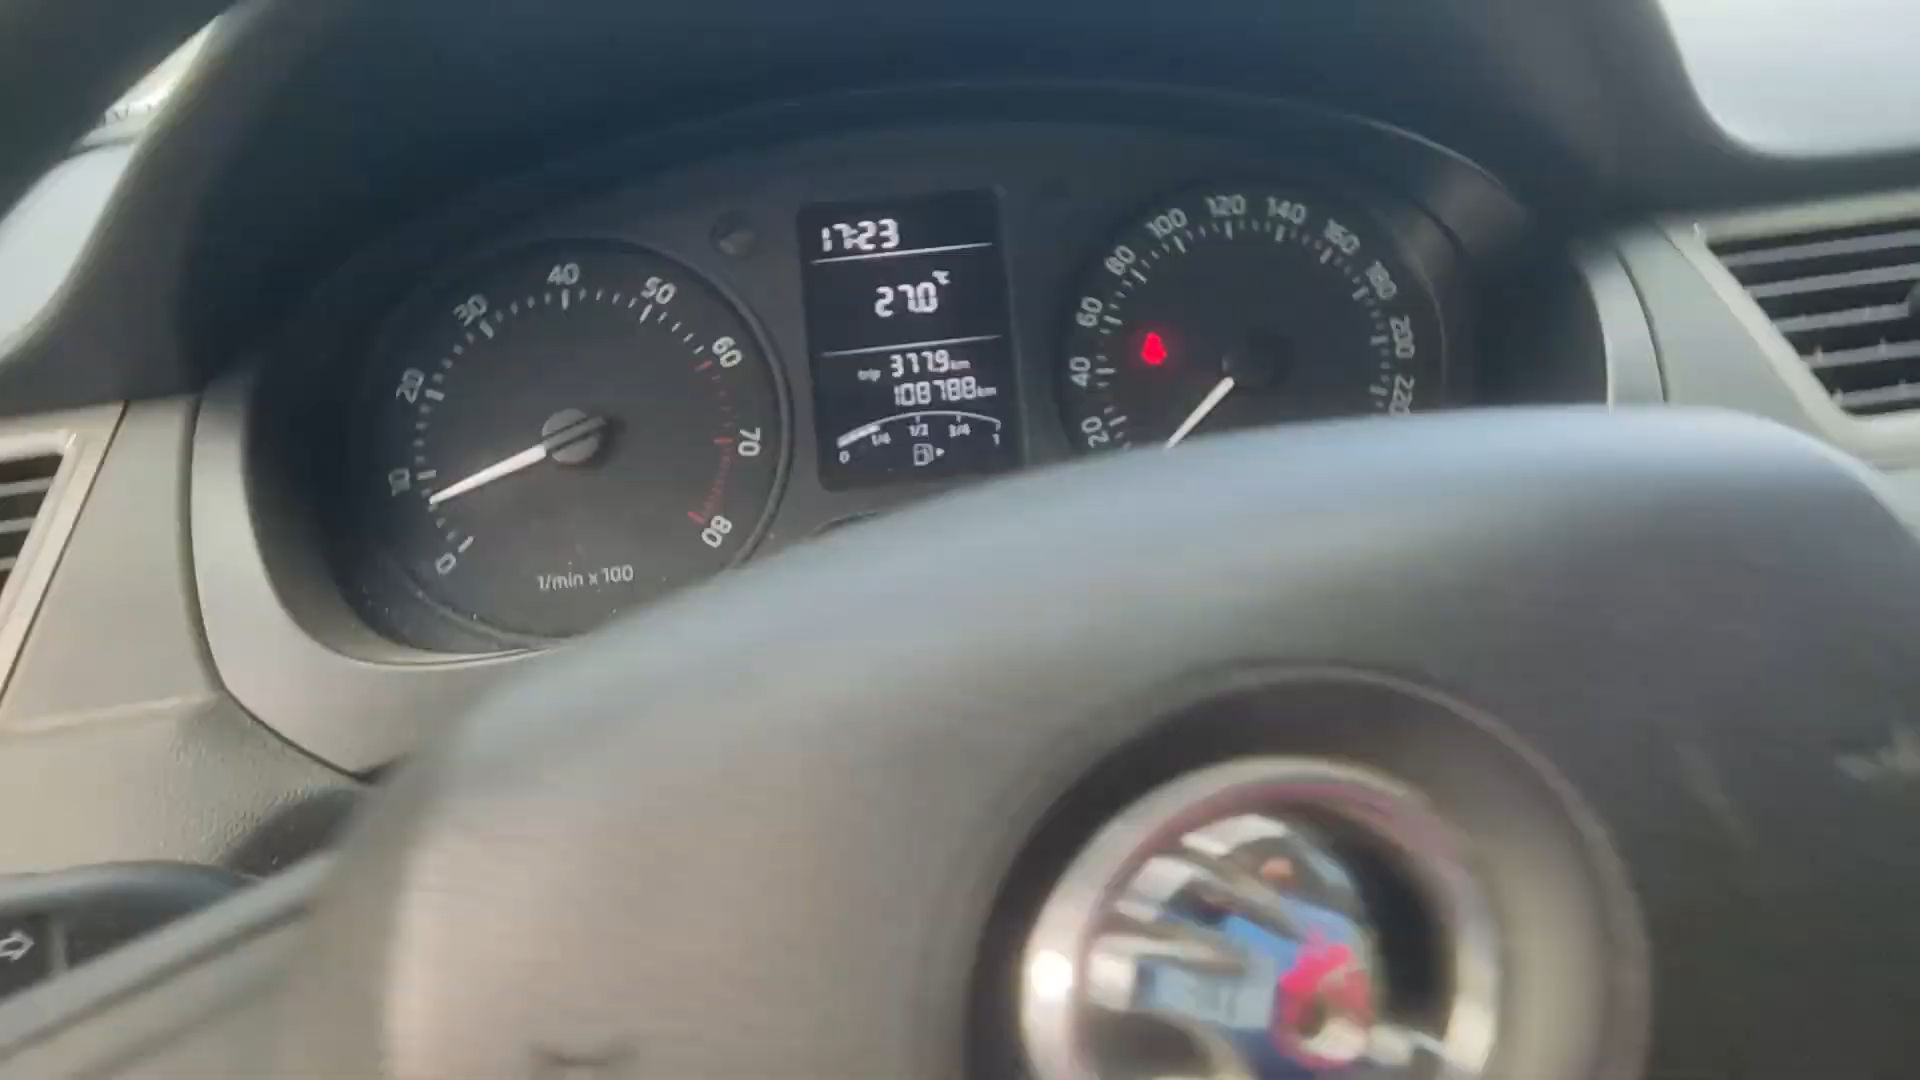 17:23
27.0 °C
trip 377.9 km
108788 km
0 1/4 1/2 3/4 1
0 10 20 30 40 50 60 70 80
1/min x 100
20 40 60 80 100 120 140 160 180 200 220